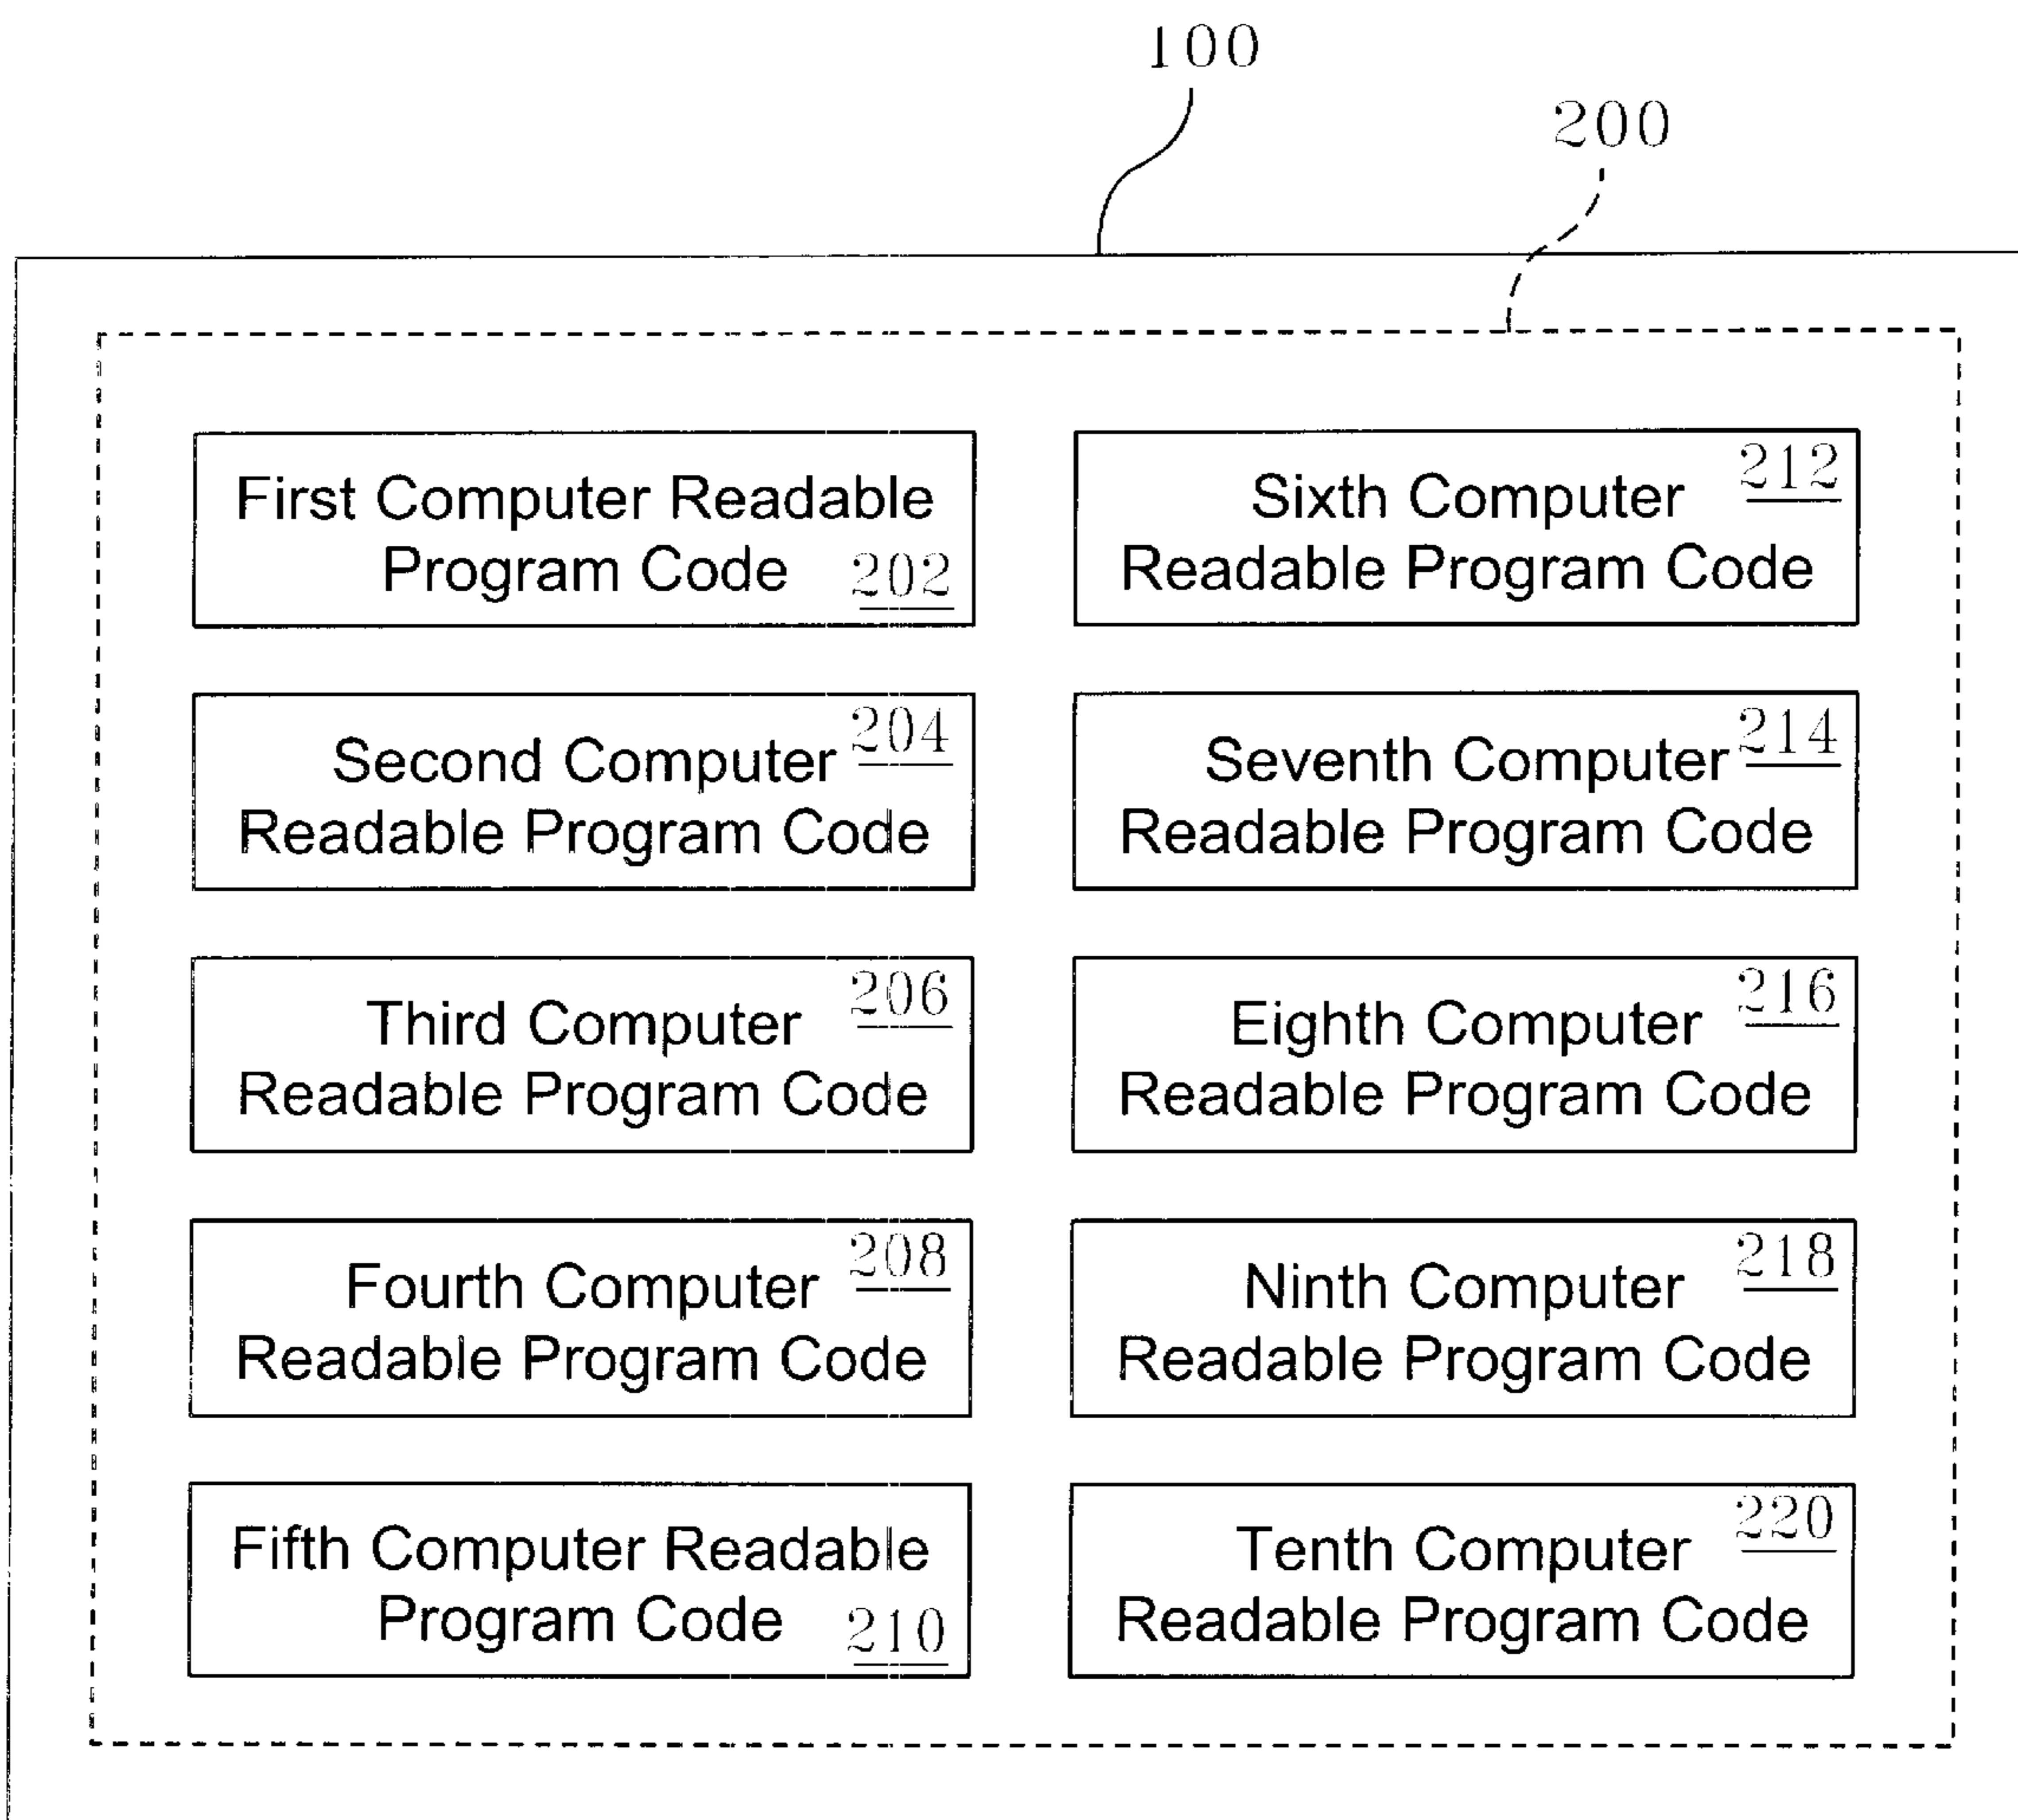 100
200
First Computer Readable
Program Code 202
Second Computer 204
Readable Program Code
Third Computer 206
Readable Program Code
Fourth Computer 208
Readable Program Code
Fifth Computer Readable
Program Code 210
Sixth Computer 212
Readable Program Code
Seventh Computer 214
Readable Program Code
Eighth Computer 216
Readable Program Code
Ninth Computer 218
Readable Program Code
Tenth Computer 220
Readable Program Code